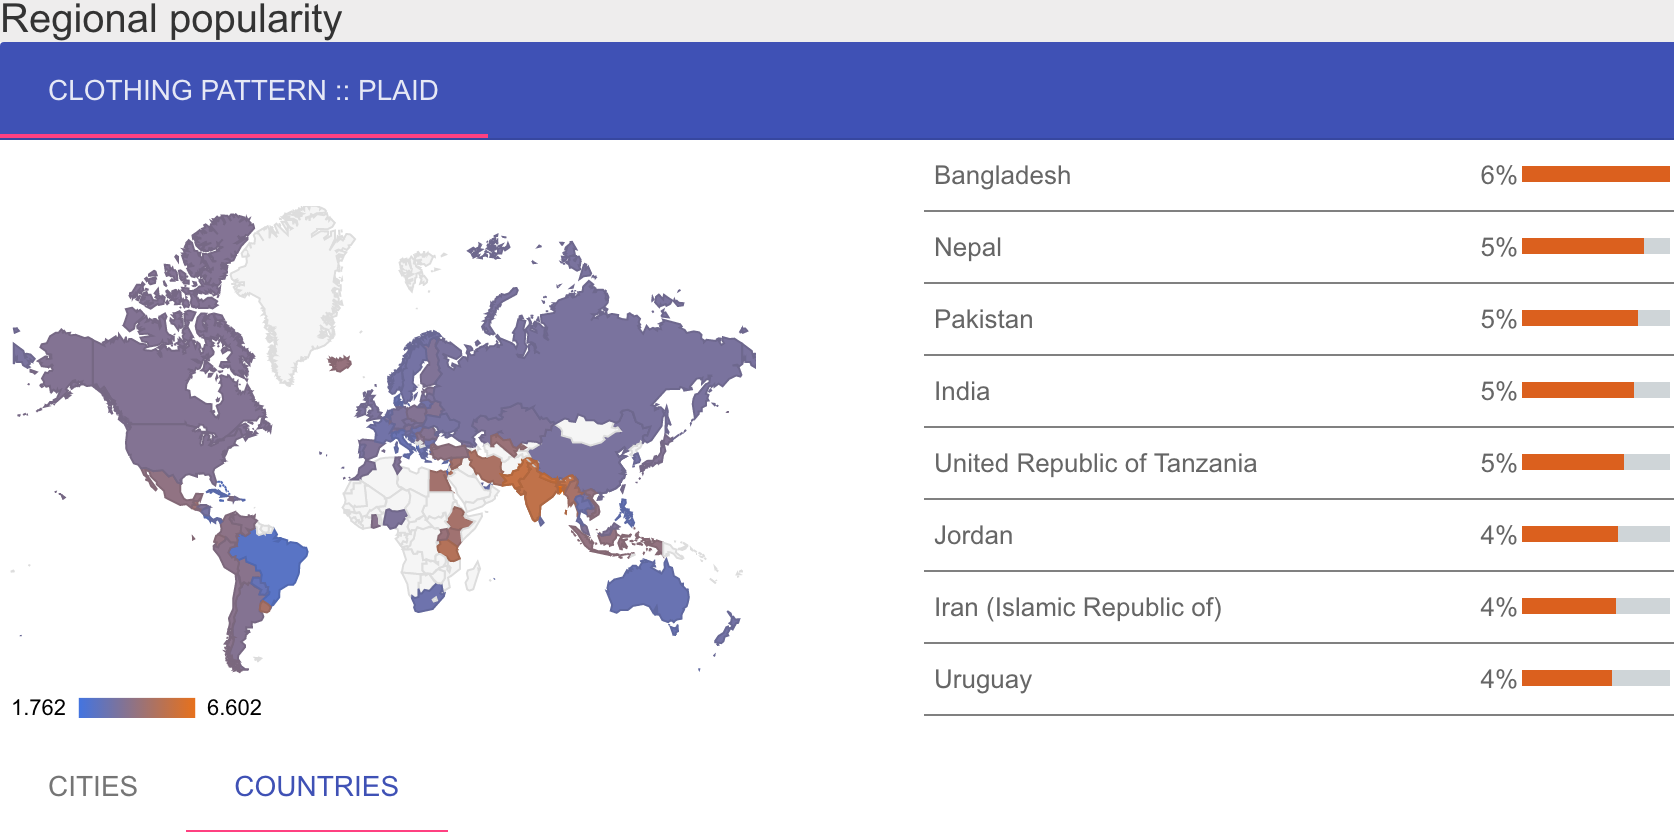 Regional popularity
CLOTHING PATTERN :: PLAID
Bangladesh 6%
Nepal 5%
Pakistan 5%
India 5%
United Republic of Tanzania 5%
Jordan 4%
Iran (Islamic Republic of) 4%
Uruguay 4%
1.762 6.602
CITIES COUNTRIES